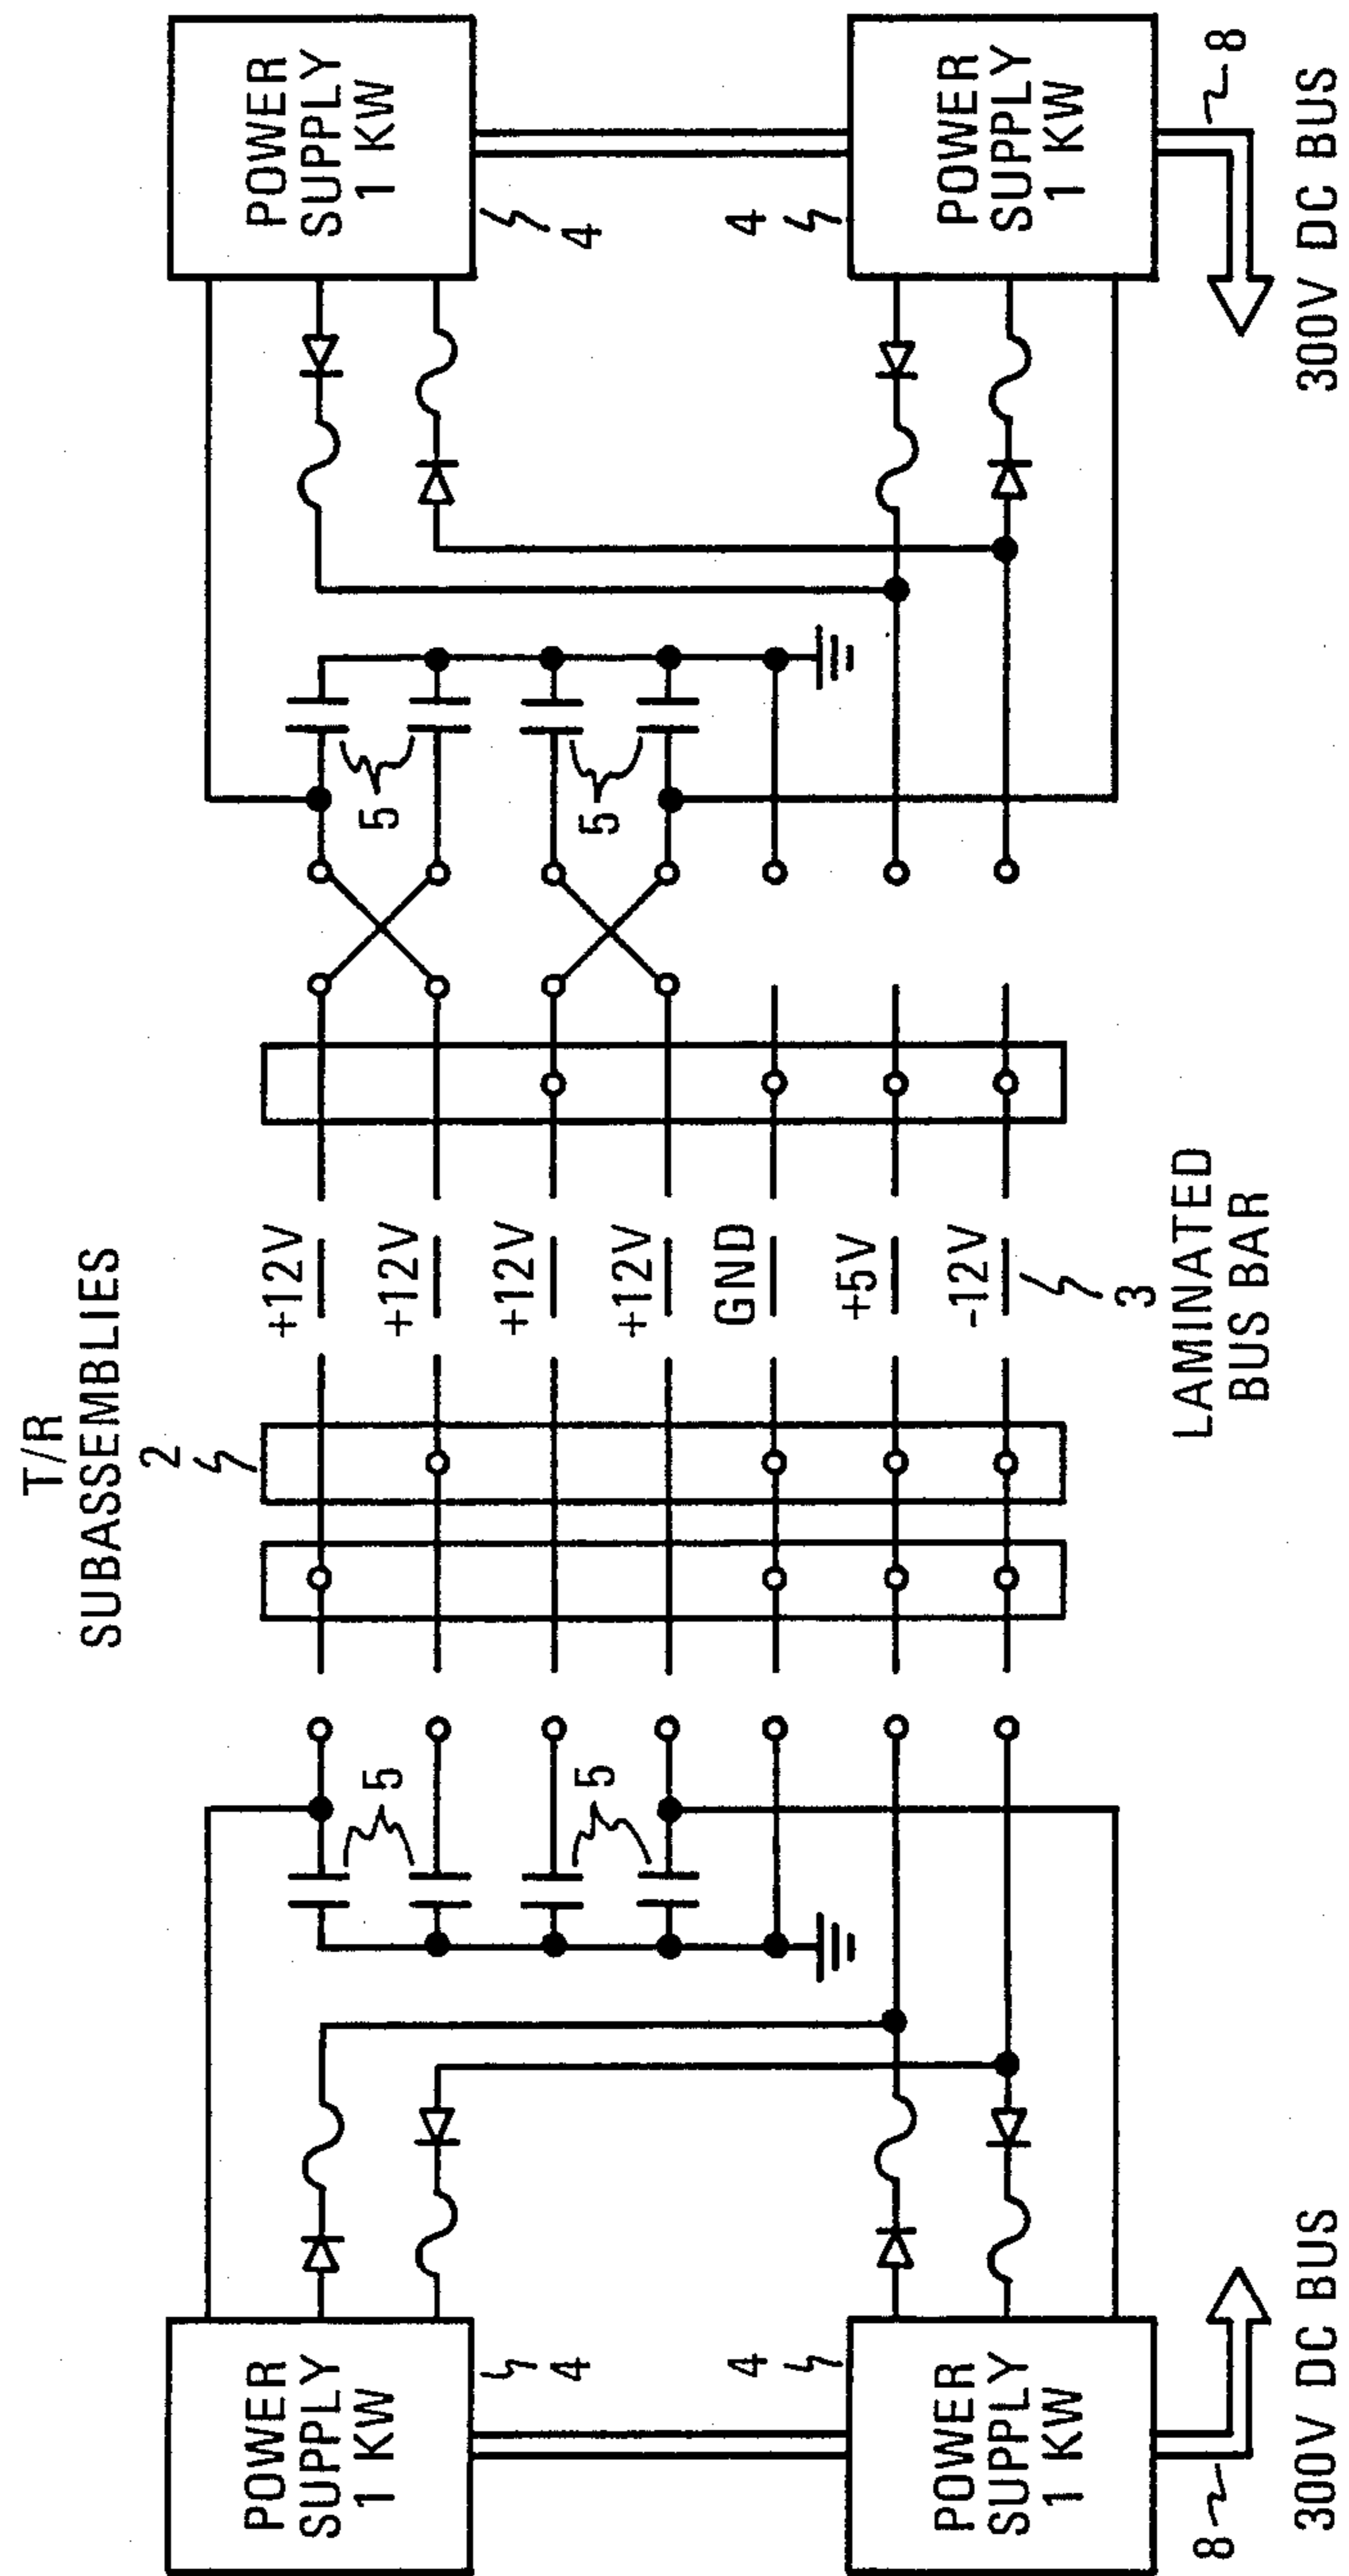 T/R
SUBASSEMBLIES
2
POWER
SUPPLY
1 KW
4
5
5
+12V
+12V
+12V
+12V
GND
+5V
-12V
3
LAMINATED
BUS BAR
5
5
POWER
SUPPLY
1 KW
4
POWER
SUPPLY
1 KW
4
8
300V DC BUS
POWER
SUPPLY
1 KW
4
8
300V DC BUS